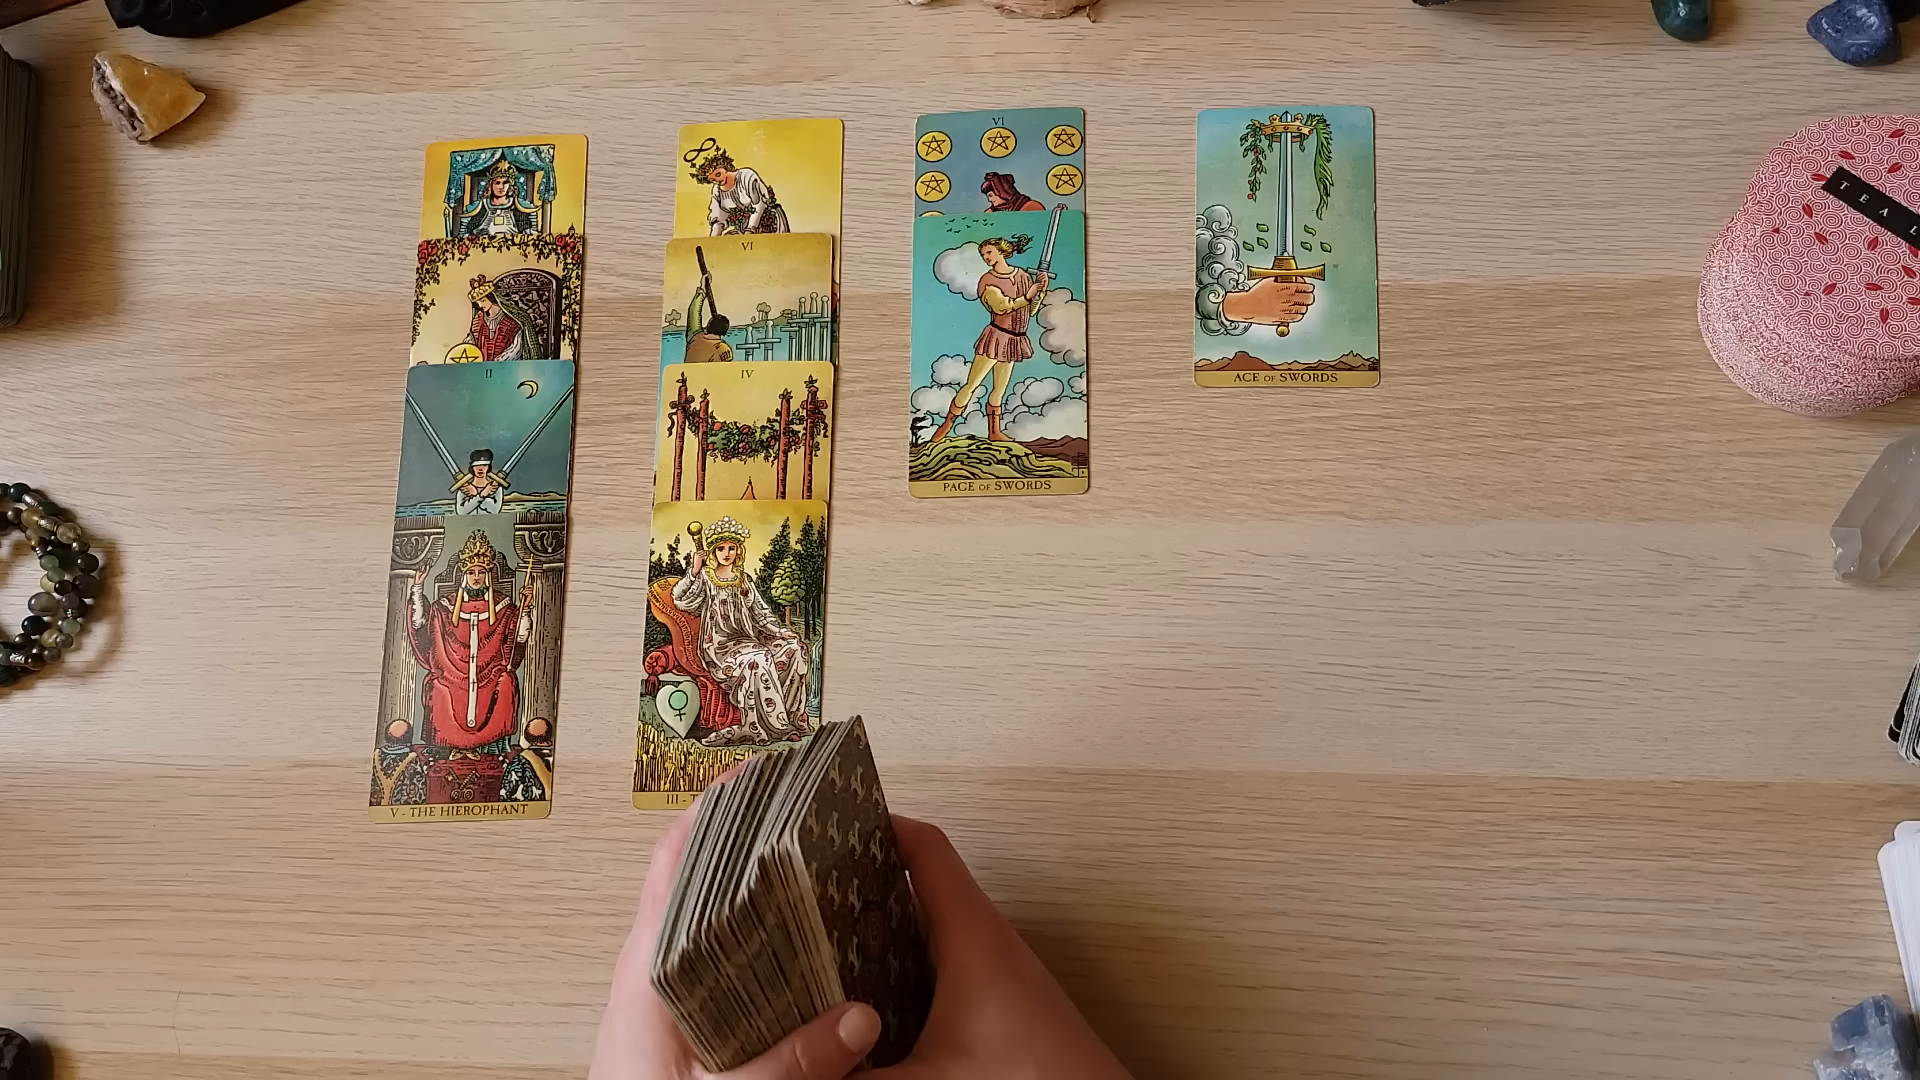 II
V - THE HIEROPHANT
VI
IV
III - T
VI
PAGE OF SWORDS
ACE OF SWORDS
TEA L